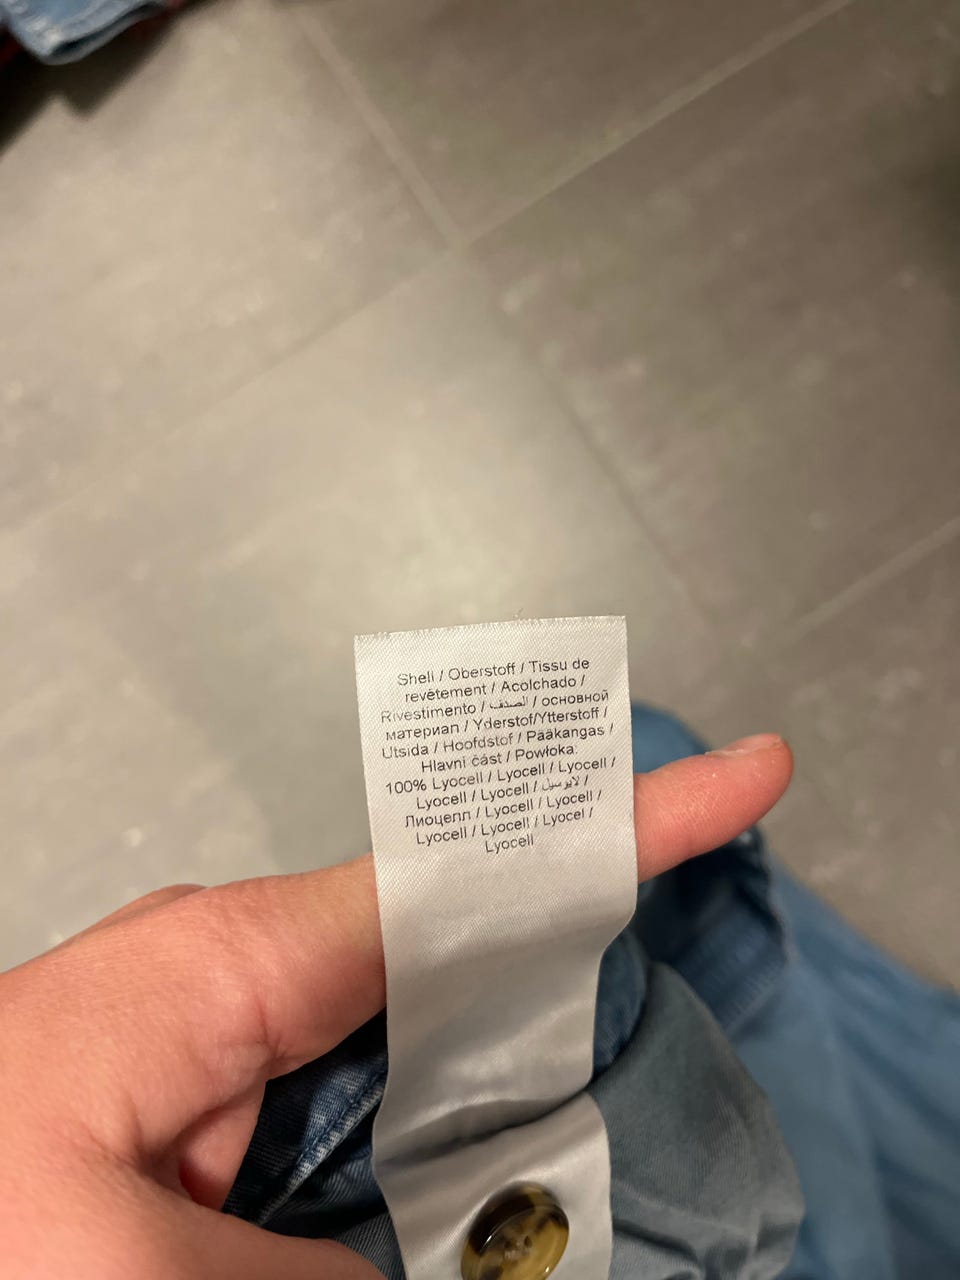 Shell / Oberstoff / Tissu de
revêtement / Acolchado /
Rivestimento / الصدف / основной
материал / Yderstof/Ytterstoff /
Utsida / Hoofdstof / Pääkangas /
Hlavní část / Powłoka:
100% Lyocell / Lyocell / Lyocell /
Lyocell / Lyocell / لايوسيل /
Лиоцелл / Lyocell / Lyocell /
Lyocell / Lyocell / Lyocel /
Lyocell